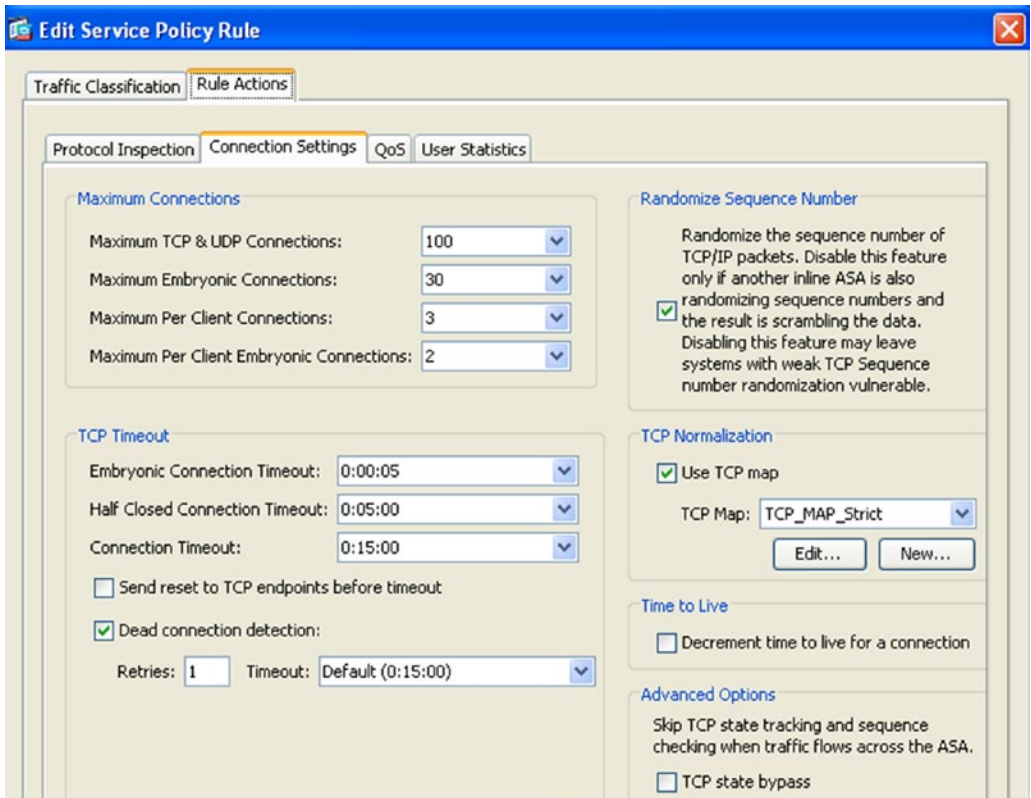 Edit Service Policy Rule
Traffic Classification
Rule Actions
Protocol Inspection
Connection Settings
QoS
User Statistics
Maximum Connections
Maximum TCP & UDP Connections: 100
Maximum Embryonic Connections: 30
Maximum Per Client Connections: 3
Maximum Per Client Embryonic Connections: 2
TCP Timeout
Embryonic Connection Timeout: 0:00:05
Half Closed Connection Timeout: 0:05:00
Connection Timeout: 0:15:00
Send reset to TCP endpoints before timeout
Dead connection detection:
Retries: 1 Timeout: Default (0:15:00)
Randomize Sequence Number
Randomize the sequence number of
TCP/IP packets. Disable this feature
only if another inline ASA is also
randomizing sequence numbers and
the result is scrambling the data.
Disabling this feature may leave
systems with weak TCP Sequence
number randomization vulnerable.
TCP Normalization
Use TCP map
TCP Map: TCP_MAP_Strict
Edit... New...
Time to Live
Decrement time to live for a connection
Advanced Options
Skip TCP state tracking and sequence
checking when traffic flows across the ASA.
TCP state bypass